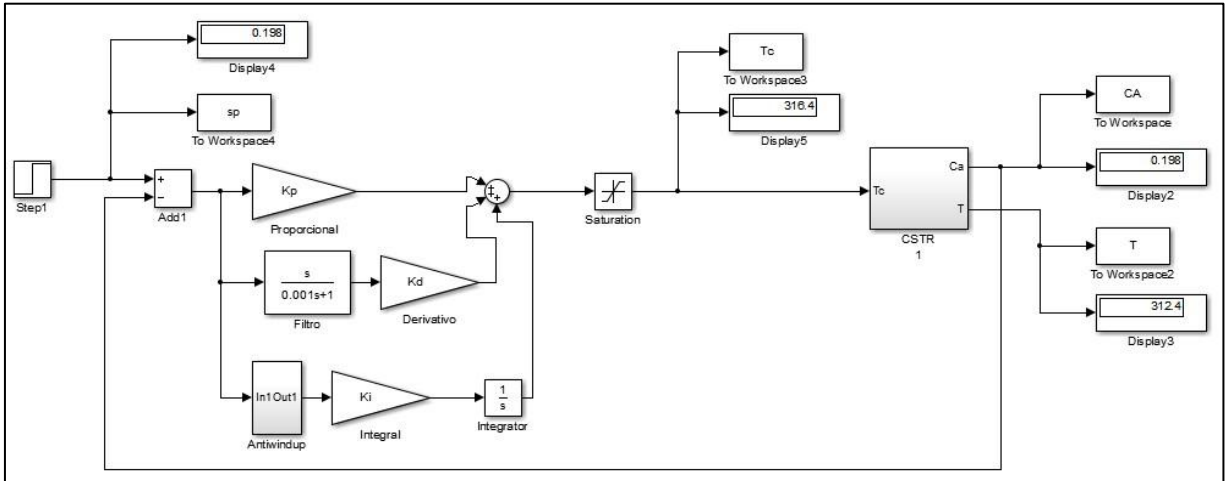 0.198
Display4
sp
To Workspace4
Step1
+
−
Add1
Kp
Proporcional
s
0.001s+1
Filtro
Kd
Derivativo
In1Out1
Antiwindup
Ki
Integral
1
s
Integrator
+
+
+
Saturation
Tc
To Workspace3
316.4
Display5
Tc
Ca
T
CSTR
1
CA
To Workspace
0.198
Display2
T
To Workspace2
312.4
Display3